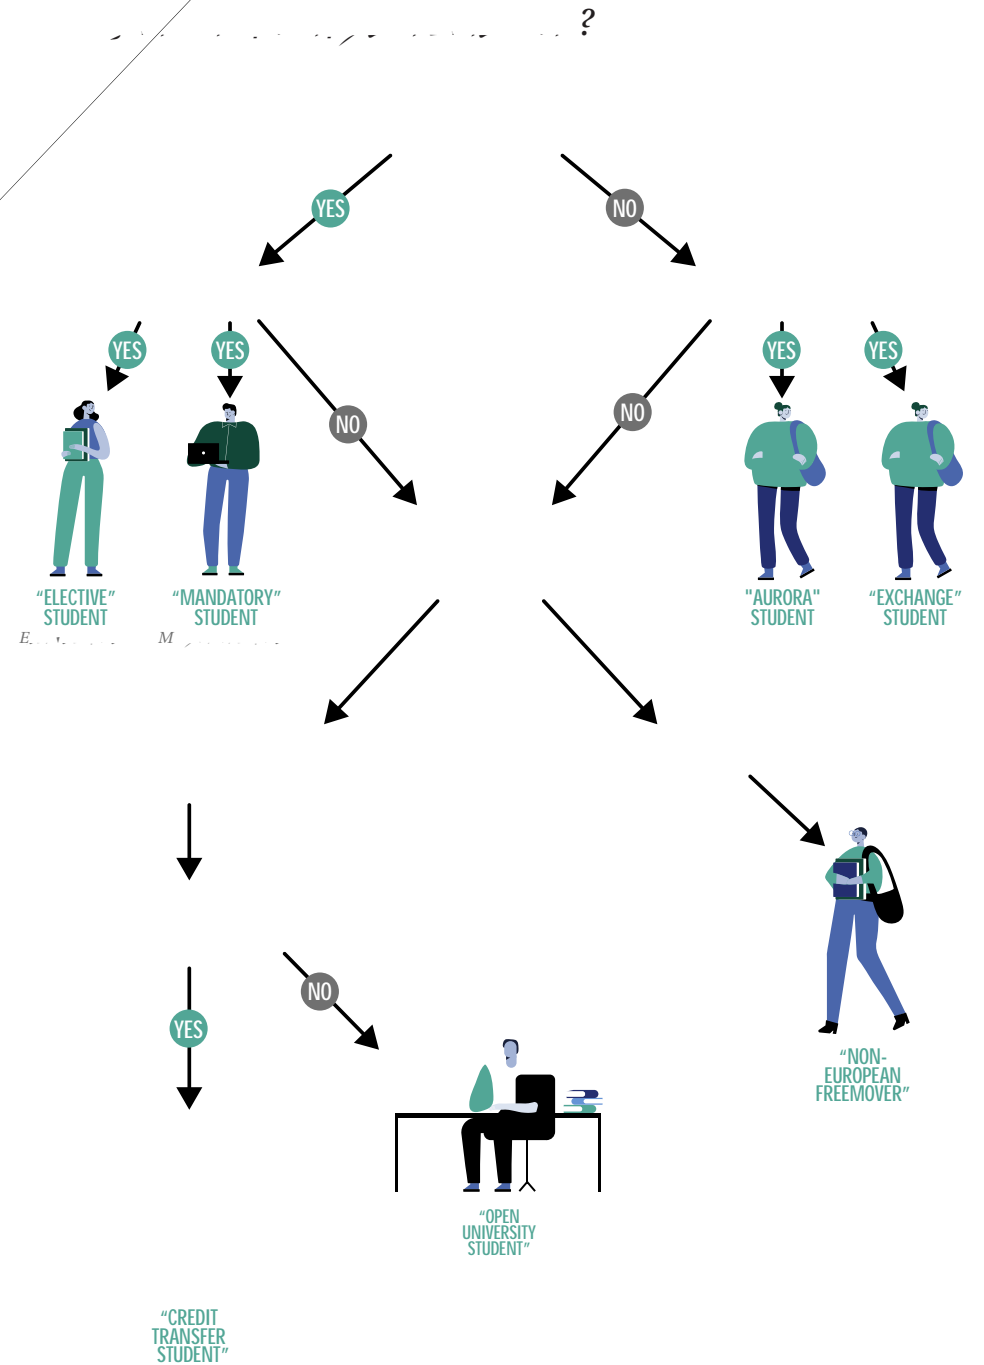 ?
YES
NO
YES
YES
YES
YES
NO
NO
“ELECTIVE”
STUDENT
“MANDATORY”
STUDENT
"AURORA"
STUDENT
“EXCHANGE”
STUDENT
E
M
NO
YES
“NON-
EUROPEAN
FREEMOVER”
“OPEN
UNIVERSITY
STUDENT”
“CREDIT
TRANSFER
STUDENT”